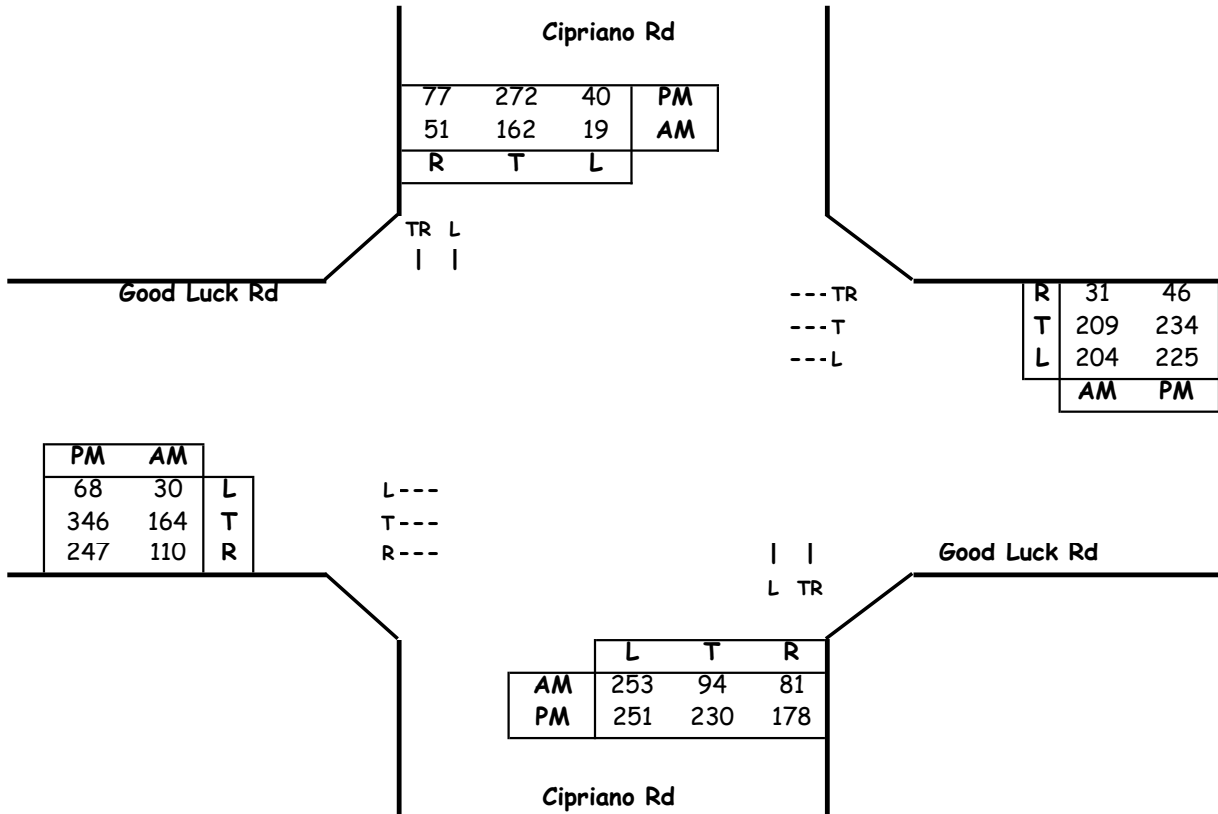 Cipriano Rd
77 272 40 PM
51 162 19 AM
R T L
TR L
Good Luck Rd
--- TR
--- T
--- L
R 31 46
T 209 234
L 204 225
AM PM
PM AM
68 30 L
346 164 T
247 110 R
L ---
T ---
R ---
Good Luck Rd
L TR
L T R
AM 253 94 81
PM 251 230 178
Cipriano Rd